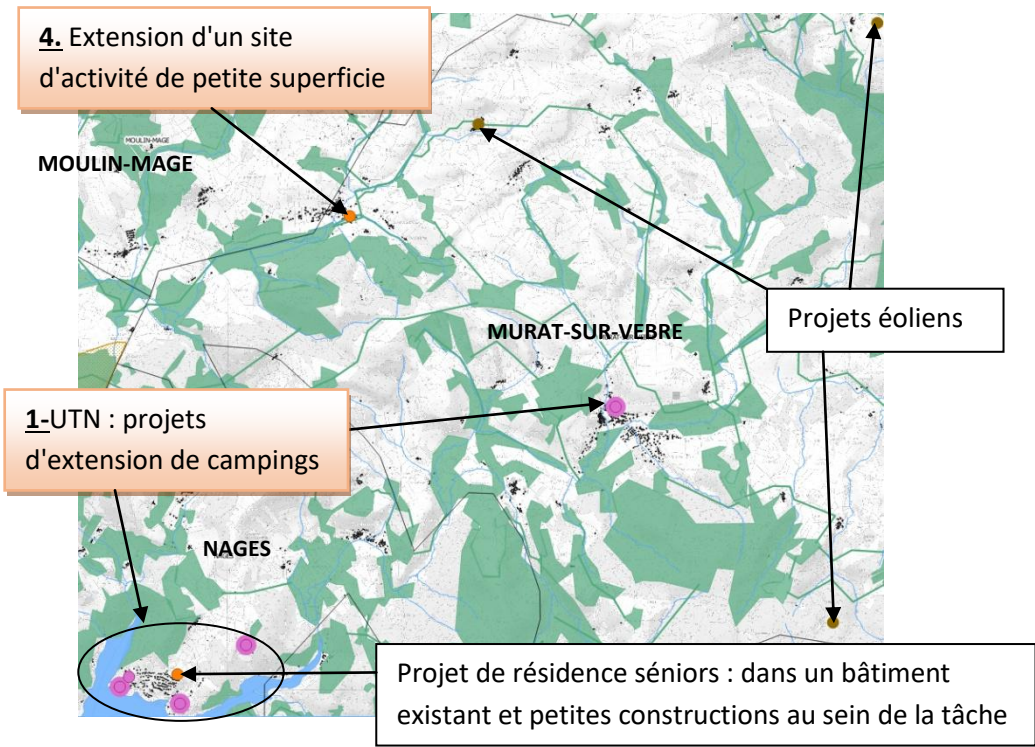 4. Extension d'un site
d'activité de petite superficie
MOULIN-MAGE
MOULIN-MAGE
MURAT-SUR-VEBRE
Projets éoliens
1-UTN : projets
d'extension de campings
NAGES
Projet de résidence séniors : dans un bâtiment
existant et petites constructions au sein de la tâche